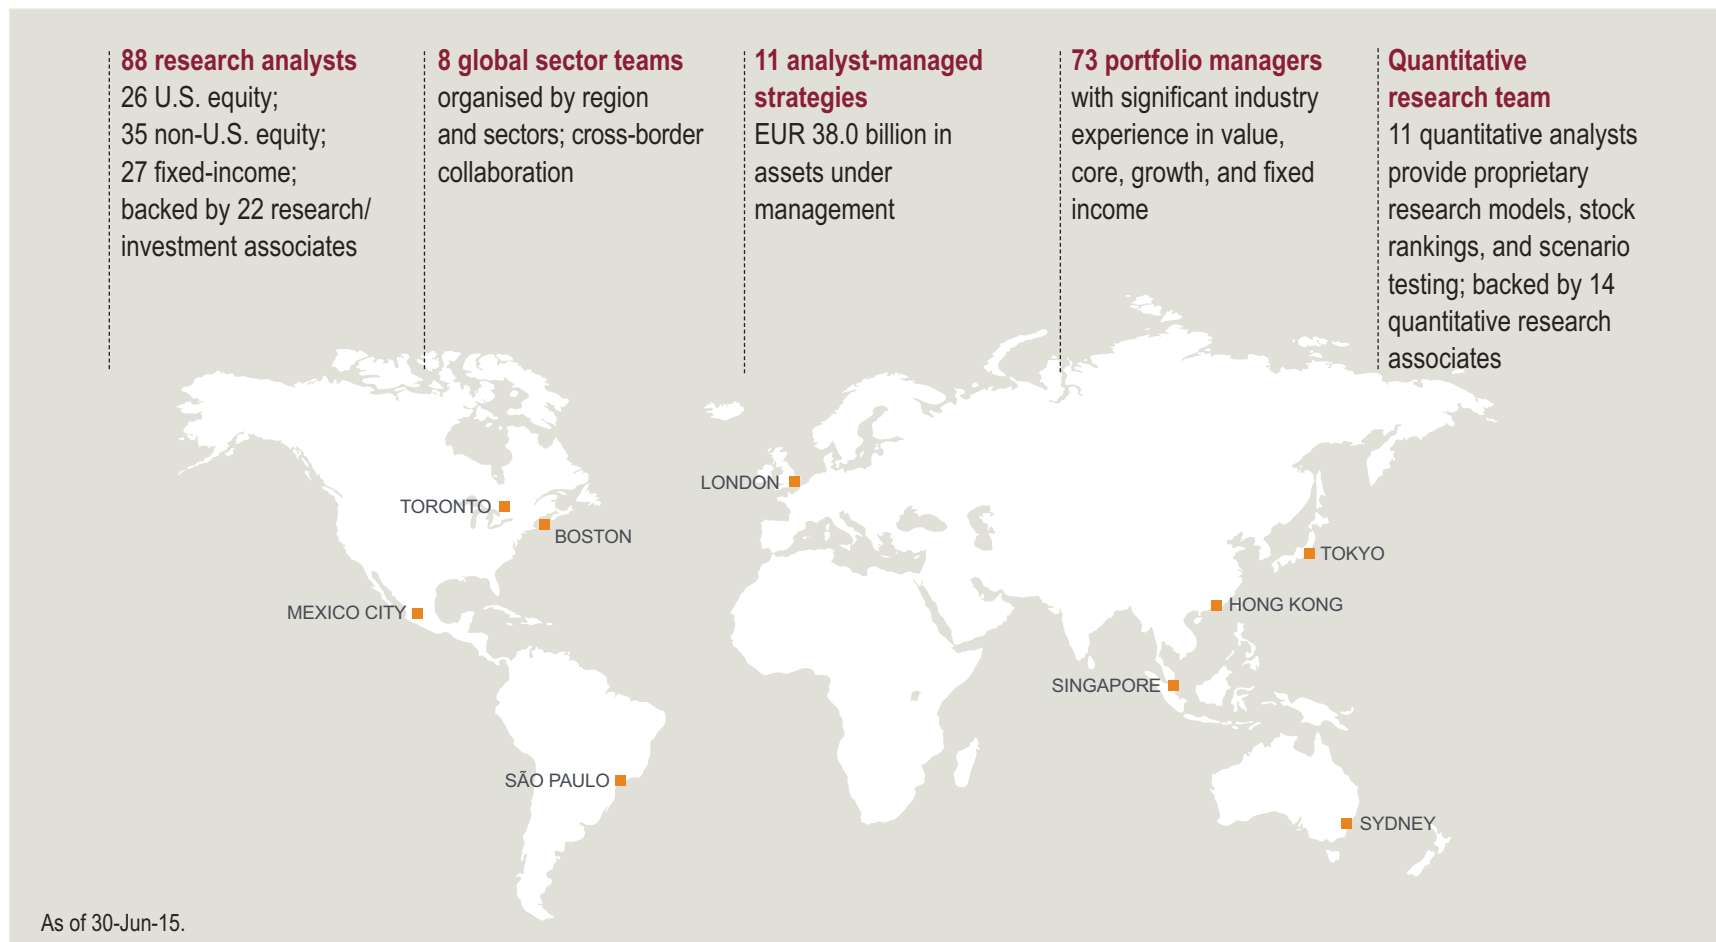 88 research analysts
26 U.S. equity;
35 non-U.S. equity;
27 fixed-income;
backed by 22 research/
investment associates
8 global sector teams
organised by region
and sectors; cross-border
collaboration
11 analyst-managed
strategies
EUR 38.0 billion in
assets under
management
73 portfolio managers
with significant industry
experience in value,
core, growth, and fixed
income
Quantitative
research team
11 quantitative analysts
provide proprietary
research models, stock
rankings, and scenario
testing; backed by 14
quantitative research
associates
LONDON
TORONTO
BOSTON
TOKYO
MEXICO CITY
HONG KONG
SINGAPORE
SÃO PAULO
SYDNEY
As of 30-Jun-15.